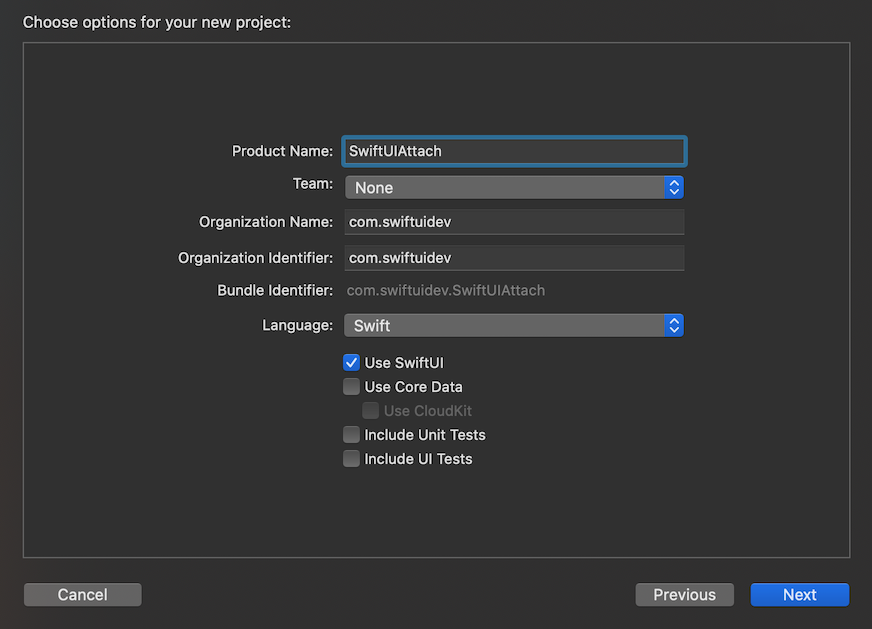 Choose options for your new project:
Product Name: SwiftUIAttach
Team: None
Organization Name: com.swiftuidev
Organization Identifier: com.swiftuidev
Bundle Identifier: com.swiftuidev.SwiftUIAttach
Language: Swift
Use SwiftUI
Use Core Data
Use CloudKit
Include Unit Tests
Include UI Tests
Cancel Previous Next